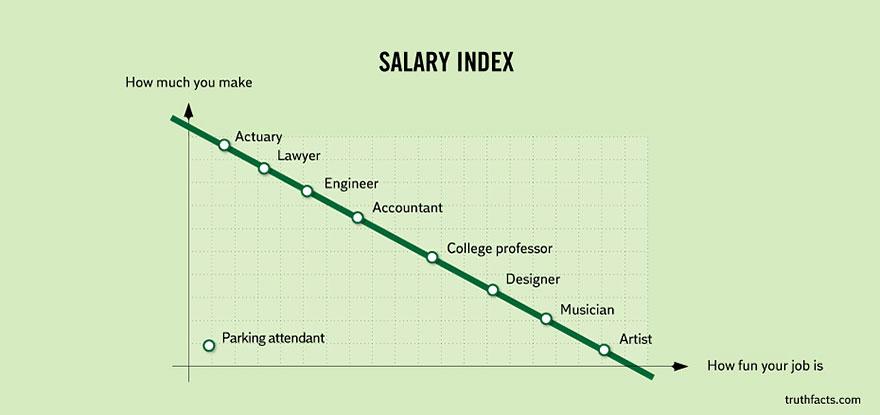 SALARY INDEX
How much you make
Actuary
Lawyer
Engineer
Accountant
College professor
Designer
Musician
Parking attendant
Artist
How fun your job is
truthfacts.com